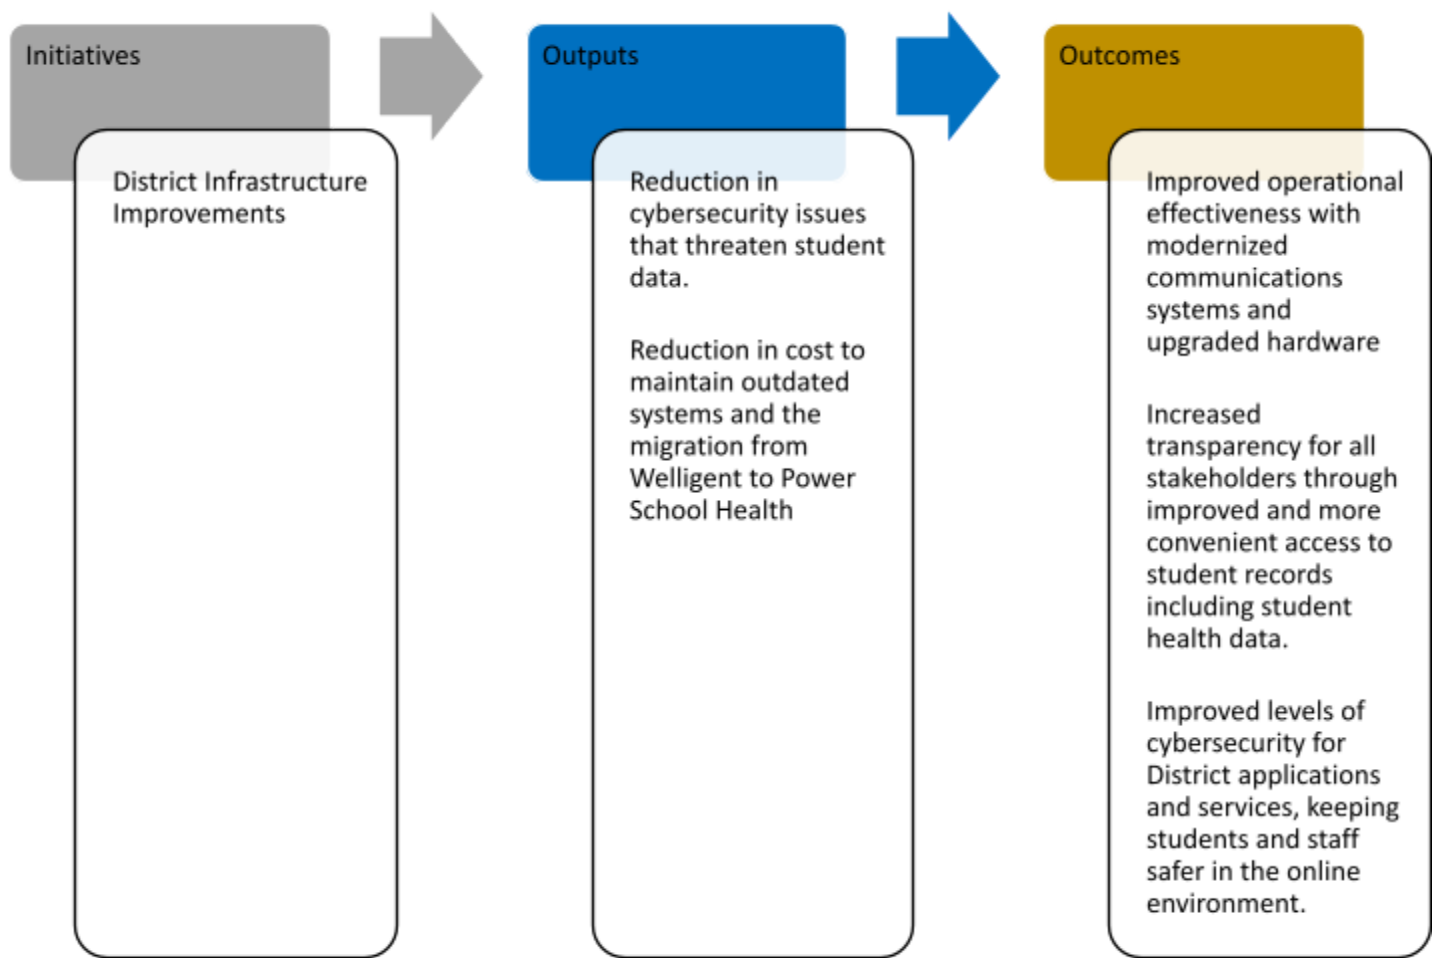 Initiatives
District Infrastructure
Improvements
Outputs
Reduction in
cybersecurity issues
that threaten student
data.
Reduction in cost to
maintain outdated
systems and the
migration from
Welligent to Power
School Health
Outcomes
Improved operational
effectiveness with
modernized
communications
systems and
upgraded hardware
Increased
transparency for all
stakeholders through
improved and more
convenient access to
student records
including student
health data.
Improved levels of
cybersecurity for
District applications
and services, keeping
students and staff
safer in the online
environment.